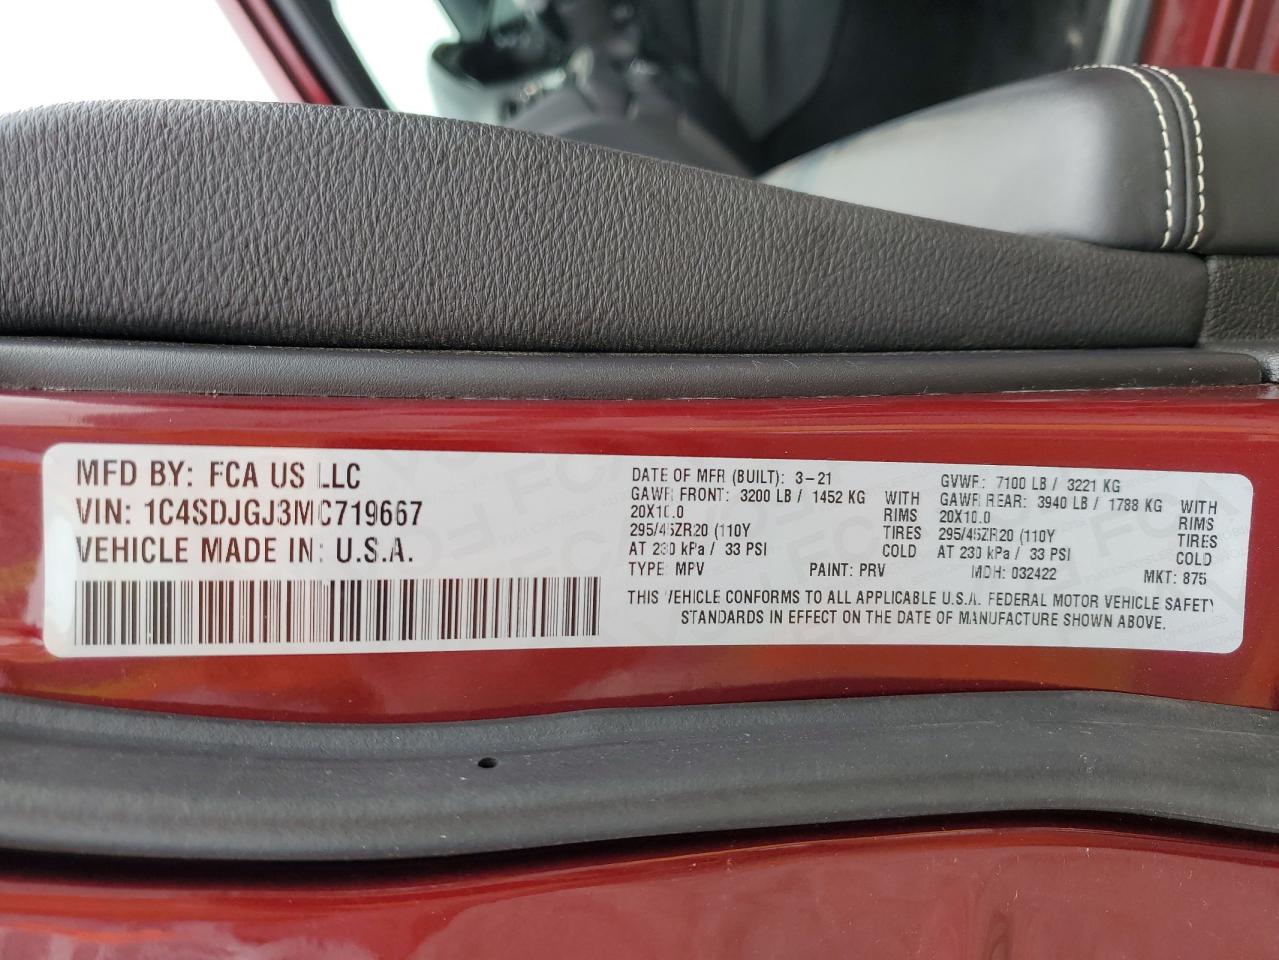 MFD BY: FCA US LLC
VIN: 1C4SDJGJ3MC719667
VEHICLE MADE IN: U.S.A.
DATE OF MFR (BUILT): 3-21
GAWR FRONT: 3200 LB / 1452 KG WITH
20X10.0 RIMS
295/45ZR20 (110Y TIRES
AT 230 kPa / 33 PSI COLD
GVWR: 7100 LB / 3221 KG
GAWR REAR: 3940 LB / 1788 KG WITH
20X10.0 RIMS
295/45ZR20 (110Y TIRES
AT 230 kPa / 33 PSI COLD
TYPE: MPV PAINT: PRV MDH: 032422 MKT: 875
THIS VEHICLE CONFORMS TO ALL APPLICABLE U.S.A. FEDERAL MOTOR VEHICLE SAFETY
STANDARDS IN EFFECT ON THE DATE OF MANUFACTURE SHOWN ABOVE.